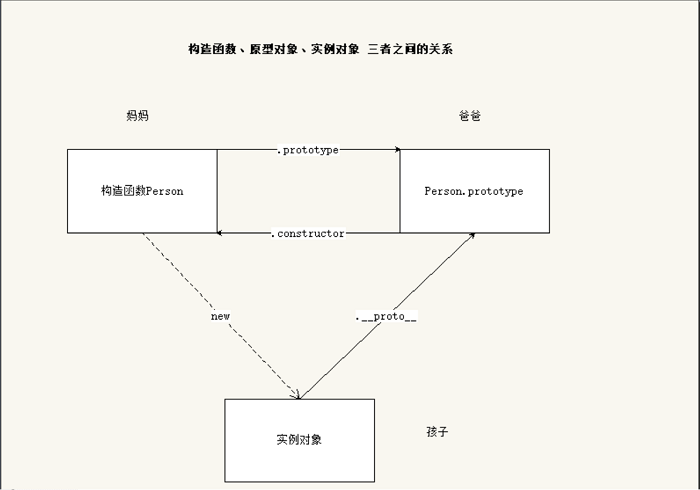 构造函数、原型对象、实例对象 三者之间的关系
妈妈
爸爸
.prototype
构造函数Person
Person.prototype
.constructor
new
.__proto__
实例对象
孩子